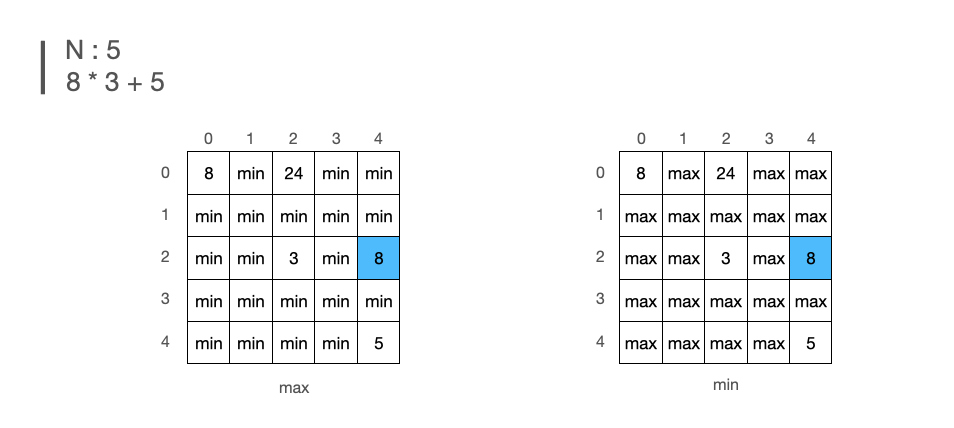 N : 5
8 * 3 + 5
0 1 2 3 4
0 8 min 24 min min
1 min min min min min
2 min min 3 min 8
3 min min min min min
4 min min min min 5
max
0 1 2 3 4
0 8 max 24 max max
1 max max max max max
2 max max 3 max 8
3 max max max max max
4 max max max max 5
min